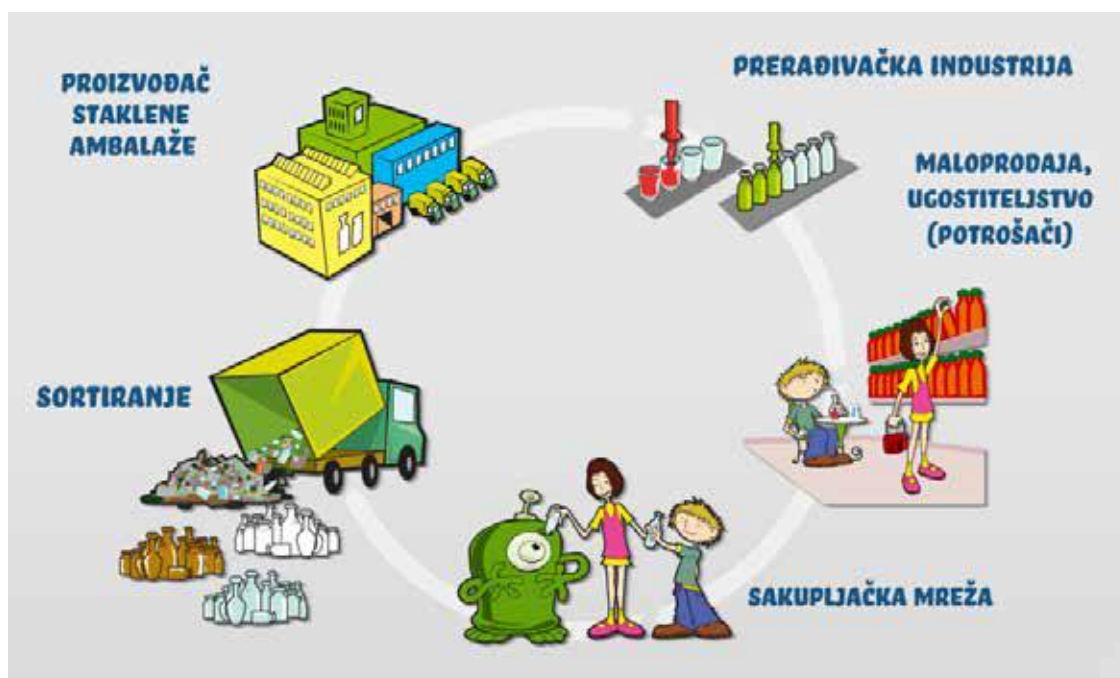 PROIZVOĐAČ
STAKLENE
AMBALAŽE
PRERAĐIVAČKA INDUSTRIJA
MALOPRODAJA,
UGOSTITELJSTVO
(POTROŠAČI)
SORTIRANJE
SAKUPLJAČKA MREŽA